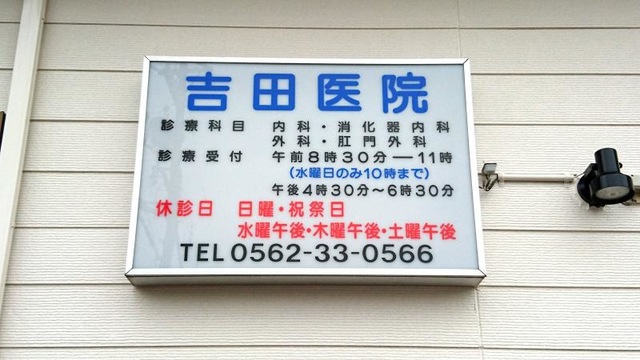 吉田医院
診療科目 内科・消化器内科
外科・肛門外科
診療受付 午前8時30分―11時
(水曜日のみ10時まで)
午後4時30分~6時30分
休診日 日曜・祝祭日
水曜午後・木曜午後・土曜午後
TEL 0562-33-0566